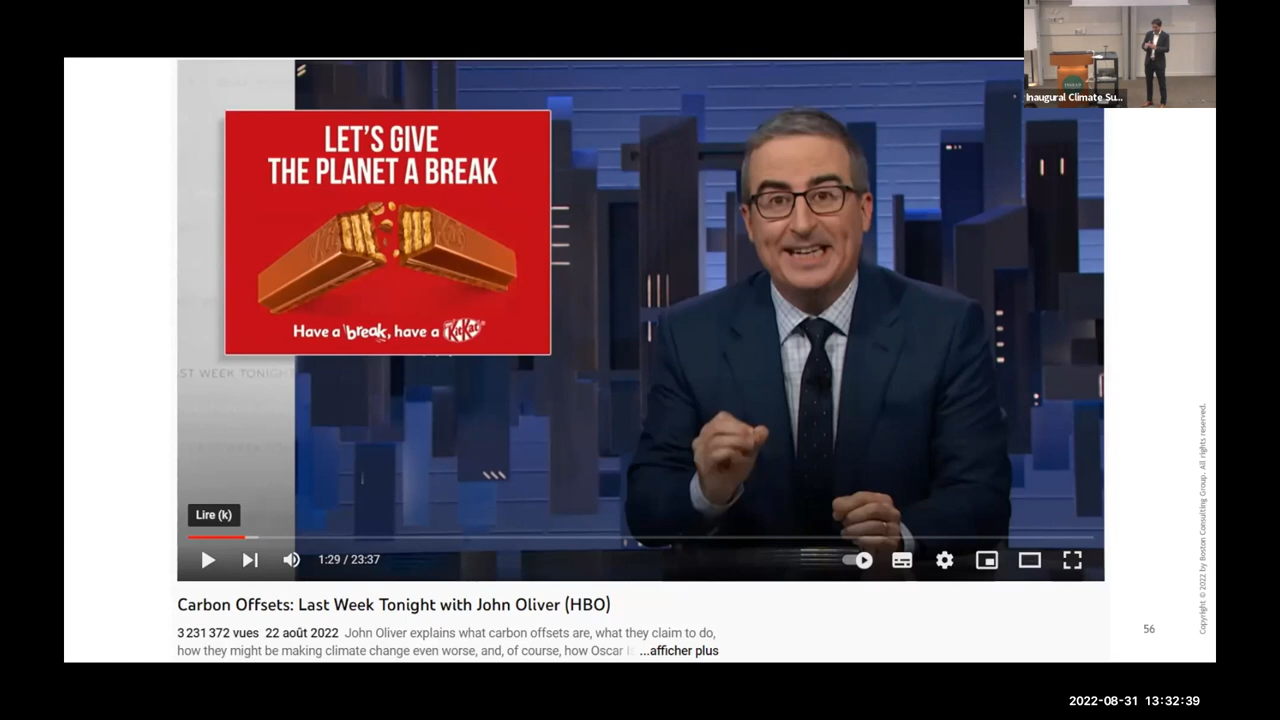 Inaugural Climate Su...
LET'S GIVE
THE PLANET A BREAK
Have a break, have a KitKat
AST WEEK TONIGHT
Lire (k)
1:29 / 23:37
Carbon Offsets: Last Week Tonight with John Oliver (HBO)
3 231 372 vues 22 août 2022 John Oliver explains what carbon offsets are, what they claim to do,
how they might be making climate change even worse, and, of course, how Oscar ...afficher plus
56
Copyright © 2022 by Boston Consulting Group. All rights reserved.
2022-08-31 13:32:39